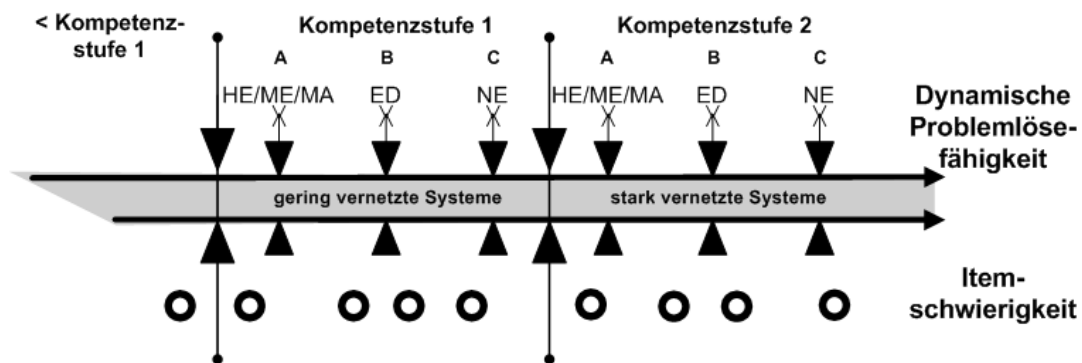 < Kompetenz-
stufe 1
Kompetenzstufe 1
Kompetenzstufe 2
A
B
C
A
B
C
HE/ME/MA
ED
NE
HE/ME/MA
ED
NE
Dynamische
Problemlöse-
fähigkeit
gering vernetzte Systeme
stark vernetzte Systeme
Item-
schwierigkeit